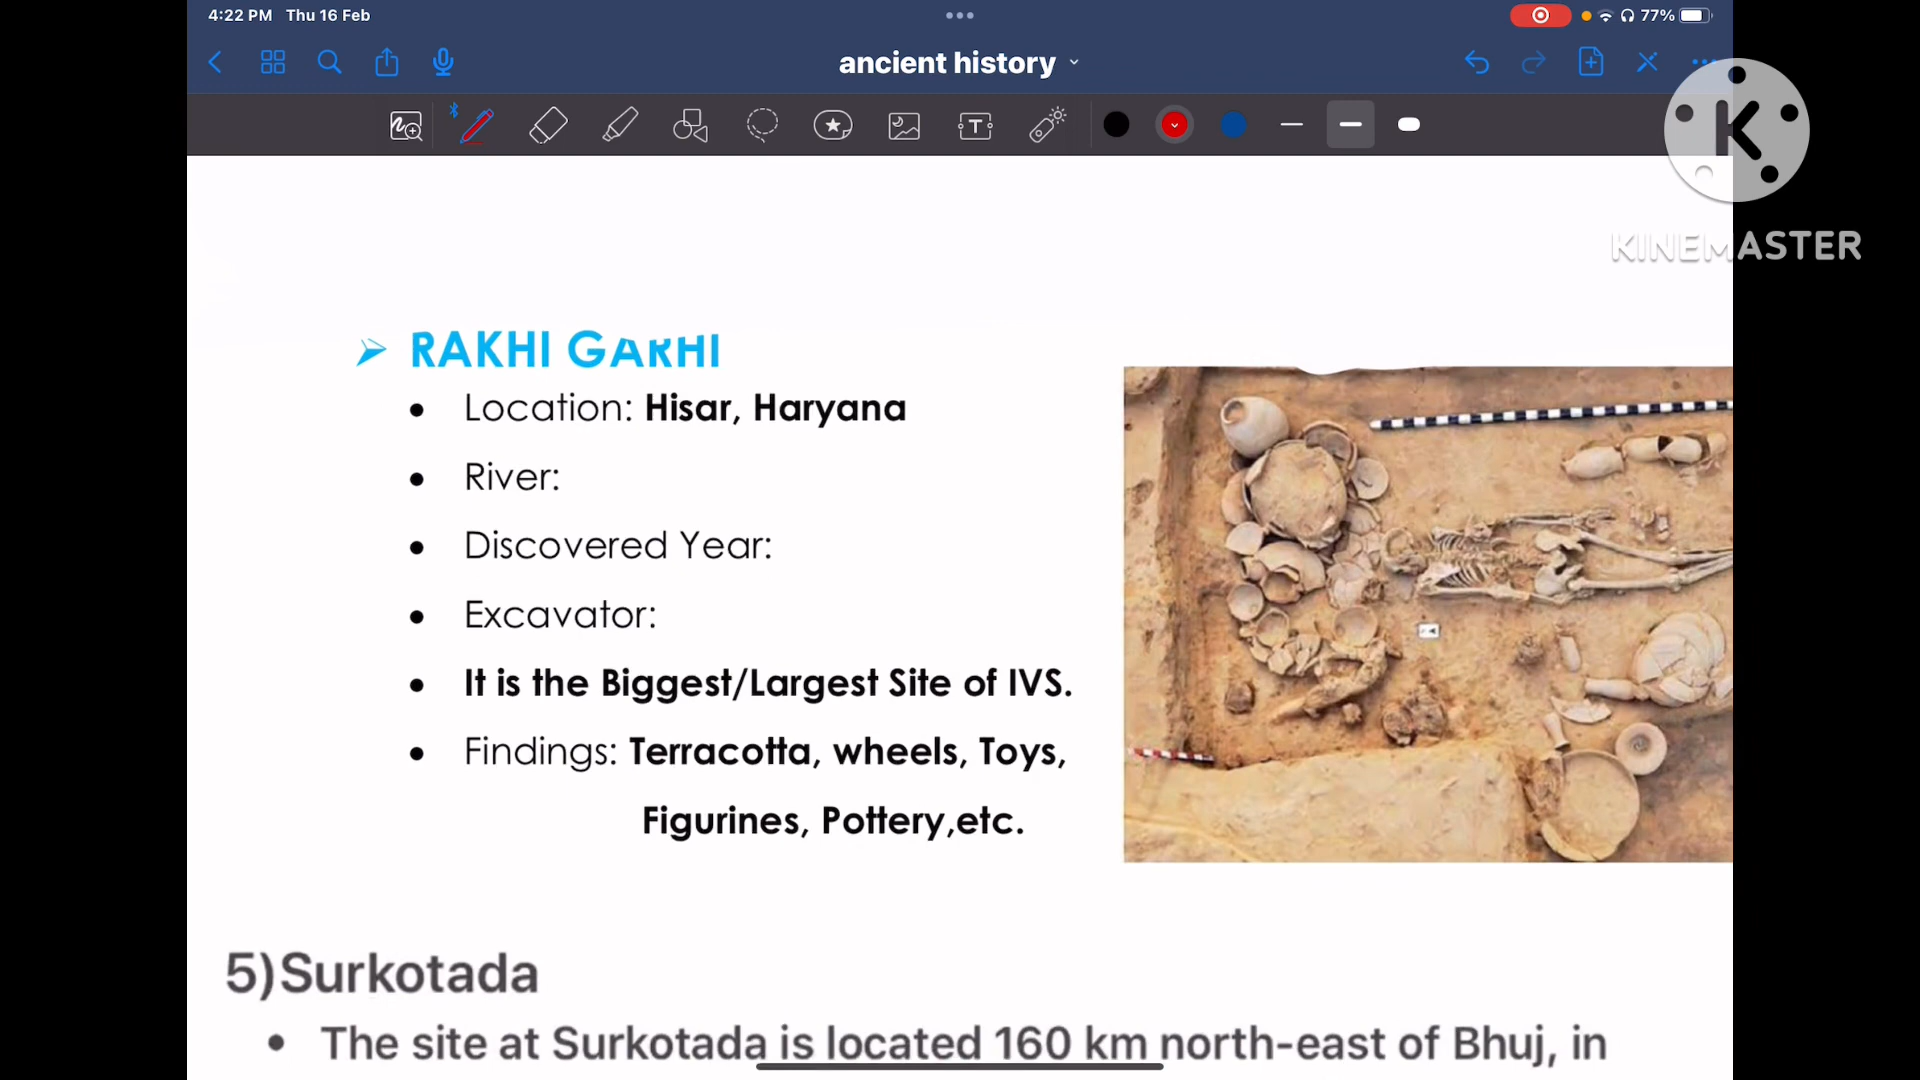 4:22 PM Thu 16 Feb
77%
ancient history
K
KINEMASTER
RAKHI GARHI
Location: Hisar, Haryana
River:
Discovered Year:
Excavator:
It is the Biggest/Largest Site of IVS.
Findings: Terracotta, wheels, Toys,
Figurines, Pottery,etc.
5)Surkotada
The site at Surkotada is located 160 km north-east of Bhuj, in